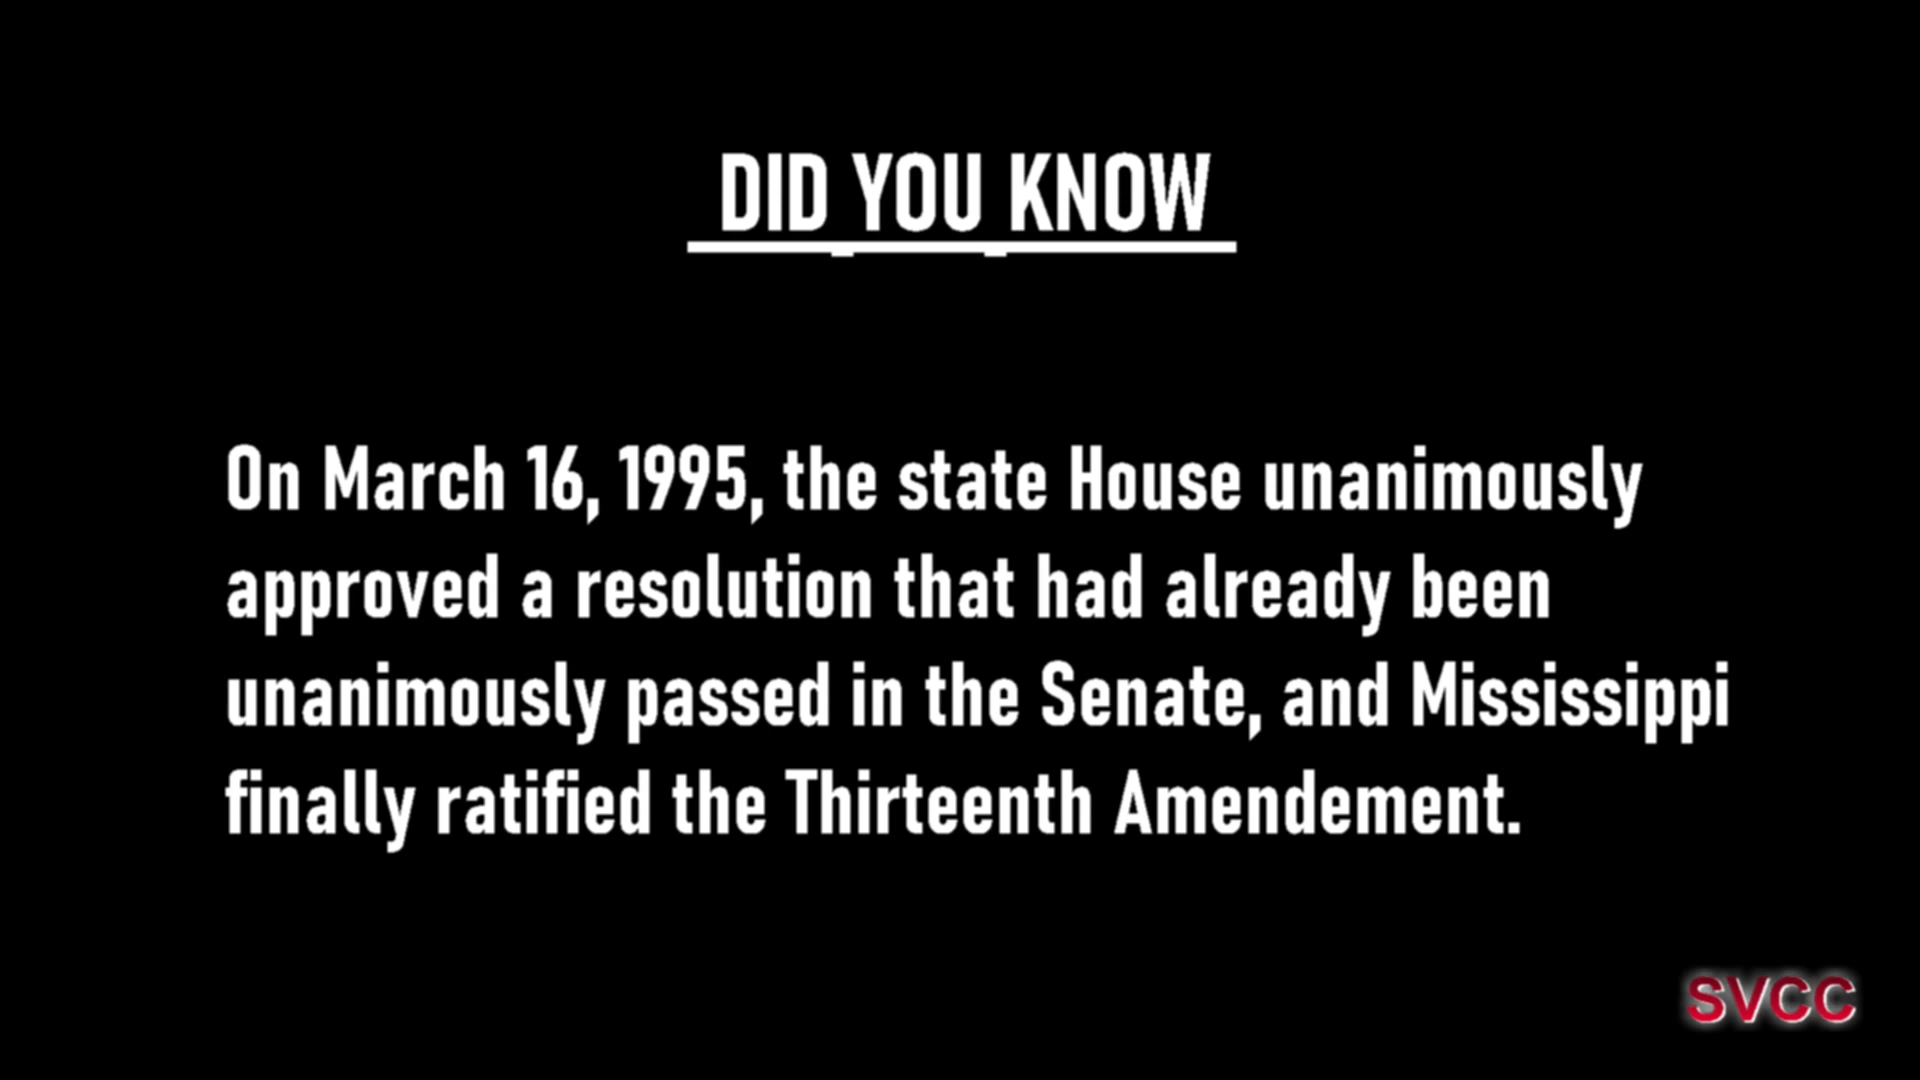 DID YOU KNOW
On March 16, 1995, the state House unanimously
approved a resolution that had already been
unanimously passed in the Senate, and Mississippi
finally ratified the Thirteenth Amendement.
SVCC